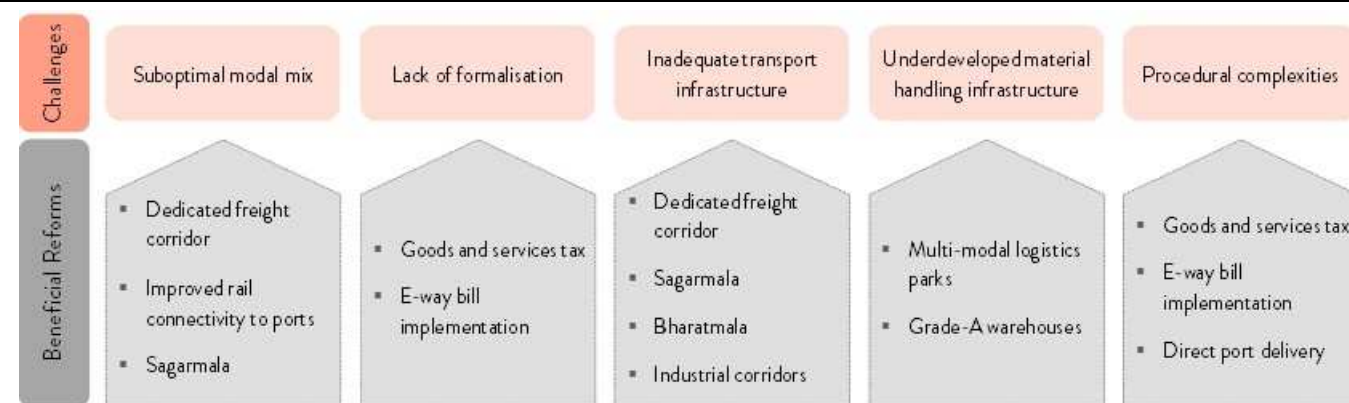 Challenges
Suboptimal modal mix
Lack of formalisation
Inadequate transport
infrastructure
Underdeveloped material
handling infrastructure
Procedural complexities
Beneficial Reforms
▪ Dedicated freight
corridor
▪ Improved rail
connectivity to ports
▪ Sagarmala
▪ Goods and services tax
▪ E-way bill
implementation
▪ Dedicated freight
corridor
▪ Sagarmala
▪ Bharatmala
▪ Industrial corridors
▪ Multi-modal logistics
parks
▪ Grade-A warehouses
▪ Goods and services tax
▪ E-way bill
implementation
▪ Direct port delivery